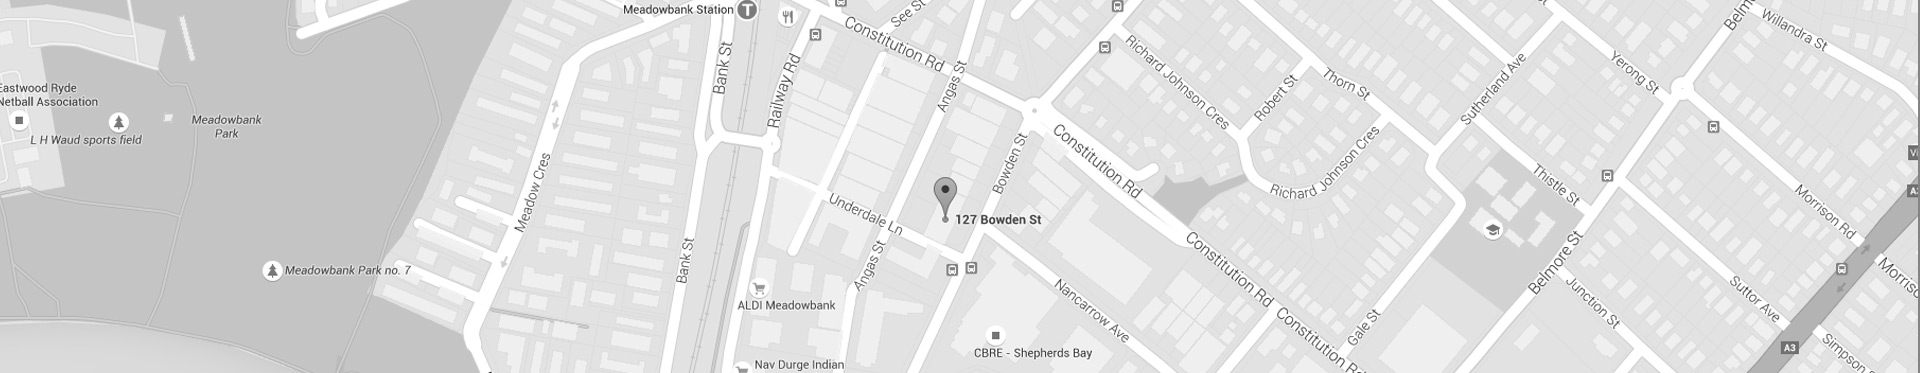 Meadowbank Station
T
See St
Constitution Rd
Bank St
Railway Rd
Angas St
Richard Johnson Cres
Robert St
Thorn St
Sutherland Ave
Yerong St
Willandra St
Eastwood Ryde
Netball Association
L H Waud sports field
Meadowbank
Park
Meadow Cres
Bowden St
Constitution Rd
Richard Johnson Cres
Thistle St
Morrison Rd
Underdale Ln
127 Bowden St
Meadowbank Park no. 7
Bank St
Angas St
Constitution Rd
Belmore St
Morrison
ALDI Meadowbank
Nancarrow Ave
Constitution Rd
Gale St
Junction St
Suttor Ave
CBRE - Shepherds Bay
A3
Simpson
Nav Durge Indian